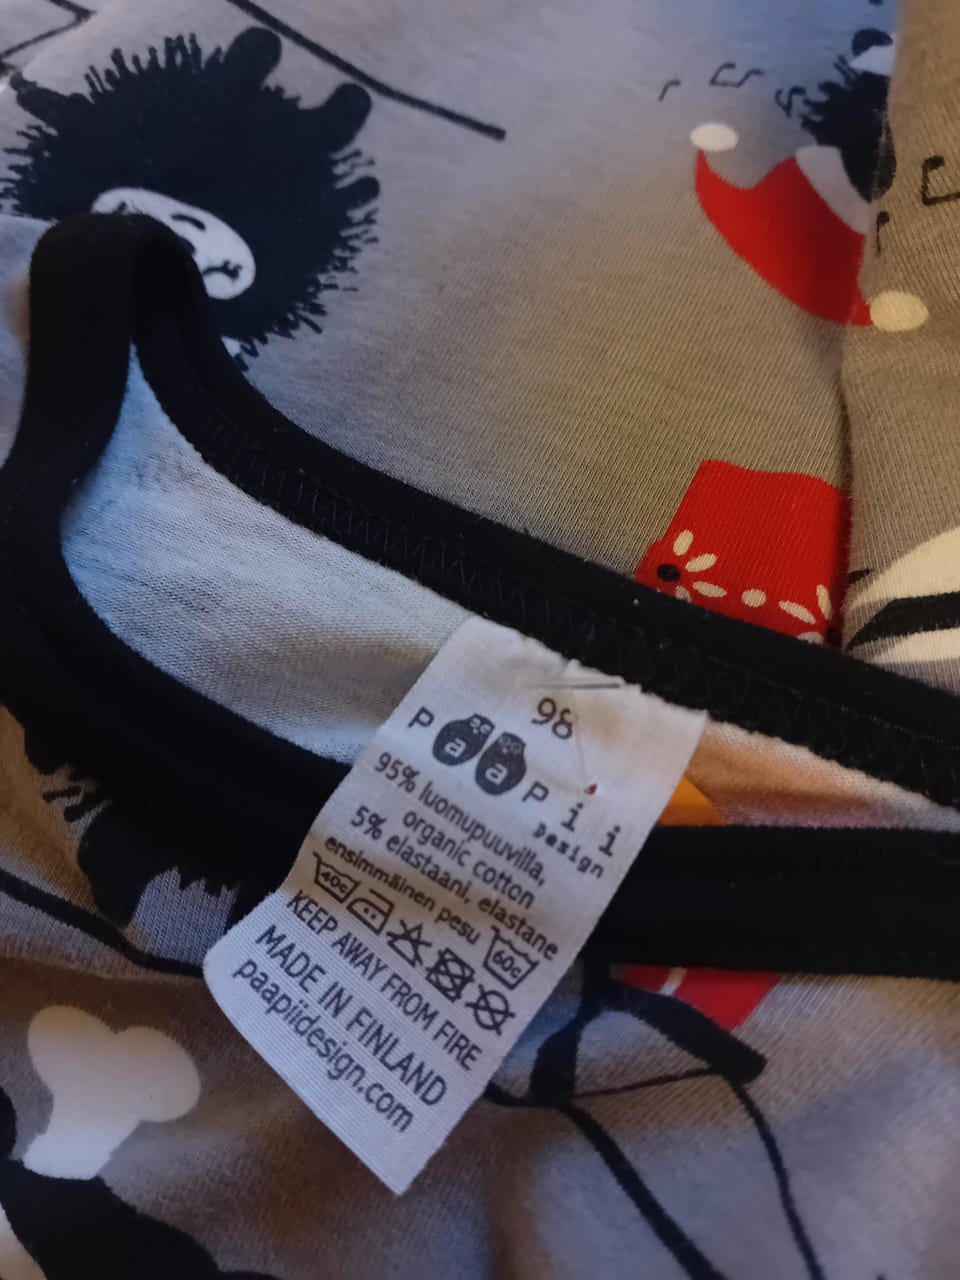 98
PaaPii
Design
95% luomupuuvilla,
organic cotton
5% elastaani, elastane
ensimmäinen pesu 60c
40c
KEEP AWAY FROM FIRE
MADE IN FINLAND
paapiidesign.com